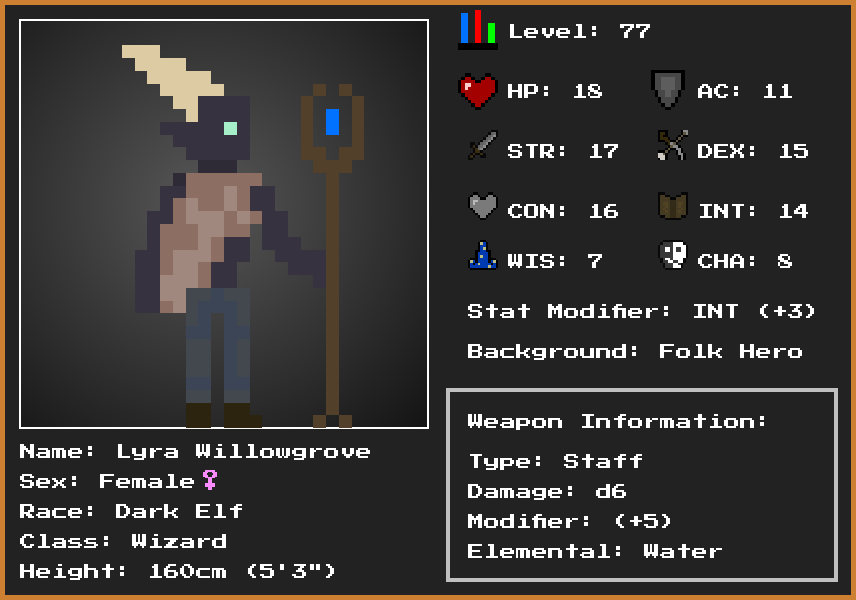 Level: 77
HP: 18
AC: 11
STR: 17
DEX: 15
CON: 16
INT: 14
WIS: 7
CHA: 8
Stat Modifier: INT (+3)
Background: Folk Hero
Weapon Information:
Type: Staff
Damage: d6
Modifier: (+5)
Elemental: Water
Name: Lyra Willowgrove
Sex: Female♀
Race: Dark Elf
Class: Wizard
Height: 160cm (5'3")